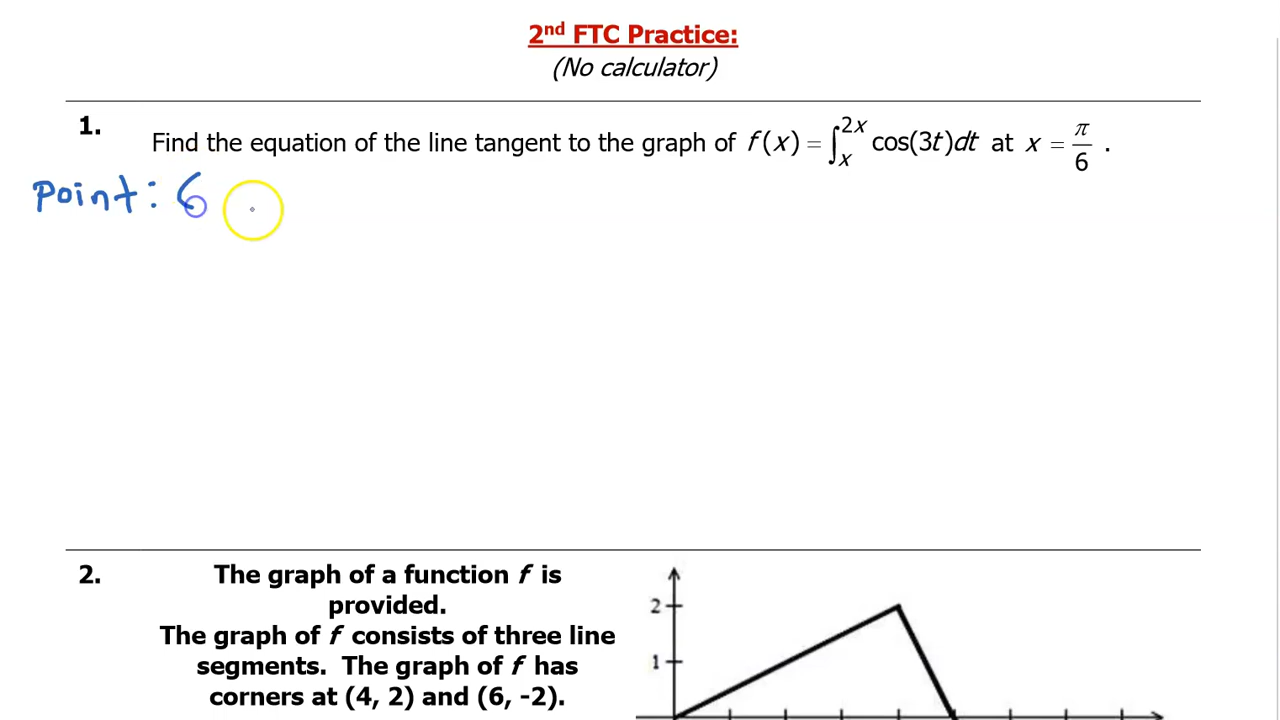 2nd FTC Practice:
(No calculator)
1.
Find the equation of the line tangent to the graph of f(x) = ∫_x^{2x} cos(3t)dt at x = π/6 .
Point: 6
2.
The graph of a function f is
provided.
The graph of f consists of three line
segments. The graph of f has
corners at (4, 2) and (6, -2).
2
1